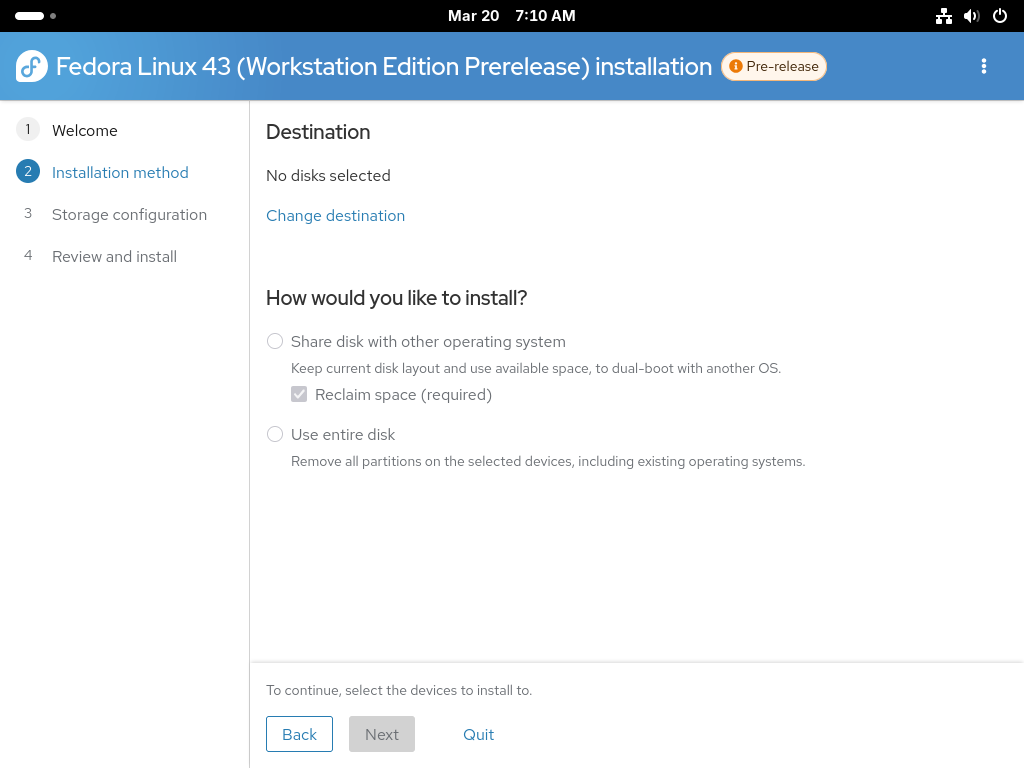 Mar 20 7:10 AM
Fedora Linux 43 (Workstation Edition Prerelease) installation Pre-release
1 Welcome
2 Installation method
3 Storage configuration
4 Review and install
Destination
No disks selected
Change destination
How would you like to install?
Share disk with other operating system
Keep current disk layout and use available space, to dual-boot with another OS.
Reclaim space (required)
Use entire disk
Remove all partitions on the selected devices, including existing operating systems.
To continue, select the devices to install to.
Back Next Quit